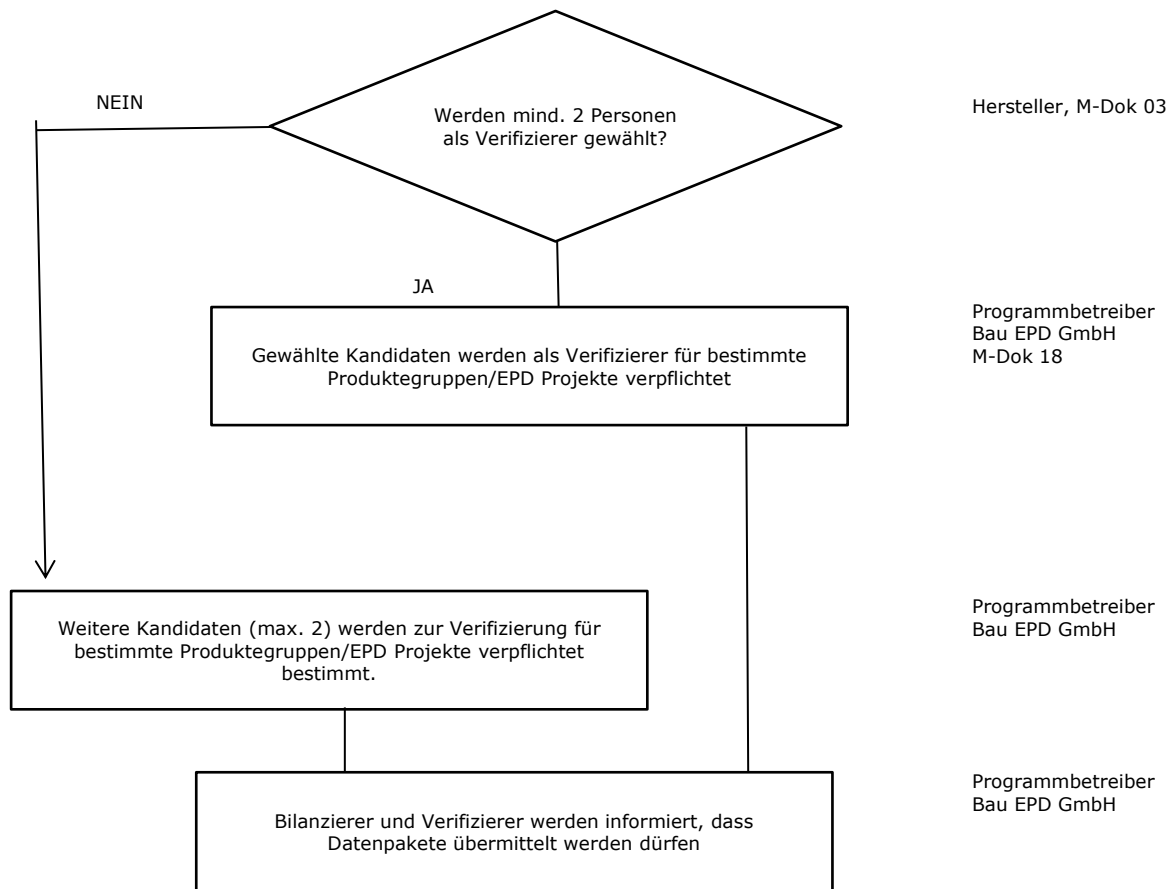 NEIN
Werden mind. 2 Personen
als Verifizierer gewählt?
Hersteller, M-Dok 03
JA
Gewählte Kandidaten werden als Verifizierer für bestimmte
Produktegruppen/EPD Projekte verpflichtet
Programmbetreiber
Bau EPD GmbH
M-Dok 18
Weitere Kandidaten (max. 2) werden zur Verifizierung für
bestimmte Produktegruppen/EPD Projekte verpflichtet
bestimmt.
Programmbetreiber
Bau EPD GmbH
Bilanzierer und Verifizierer werden informiert, dass
Datenpakete übermittelt werden dürfen
Programmbetreiber
Bau EPD GmbH